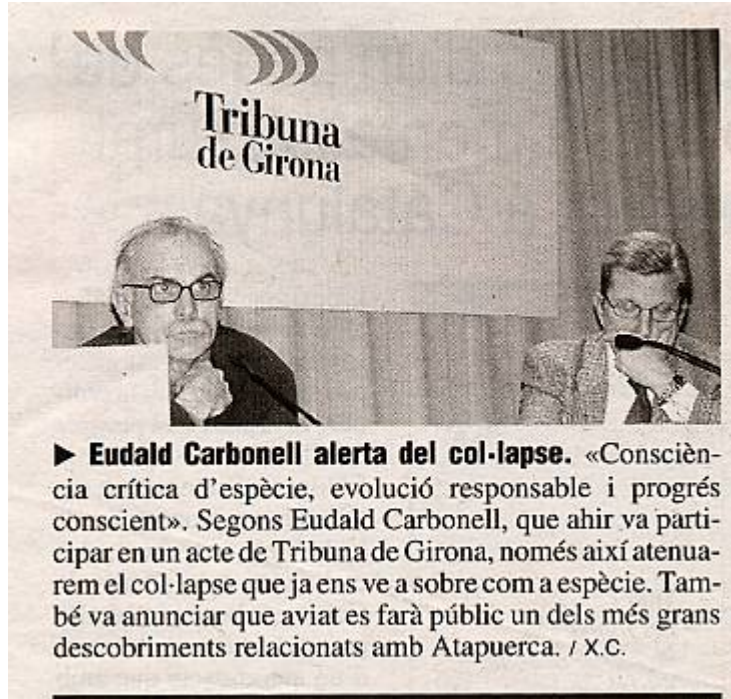 Tribuna
de Girona
▶ Eudald Carbonell alerta del col·lapse. «Conscièn-
cia crítica d’espècie, evolució responsable i progrés
conscient». Segons Eudald Carbonell, que ahir va parti-
cipar en un acte de Tribuna de Girona, només així atenua-
rem el col·lapse que ja ens ve a sobre com a espècie. Tam-
bé va anunciar que aviat es farà públic un dels més grans
descobriments relacionats amb Atapuerca. / X.C.